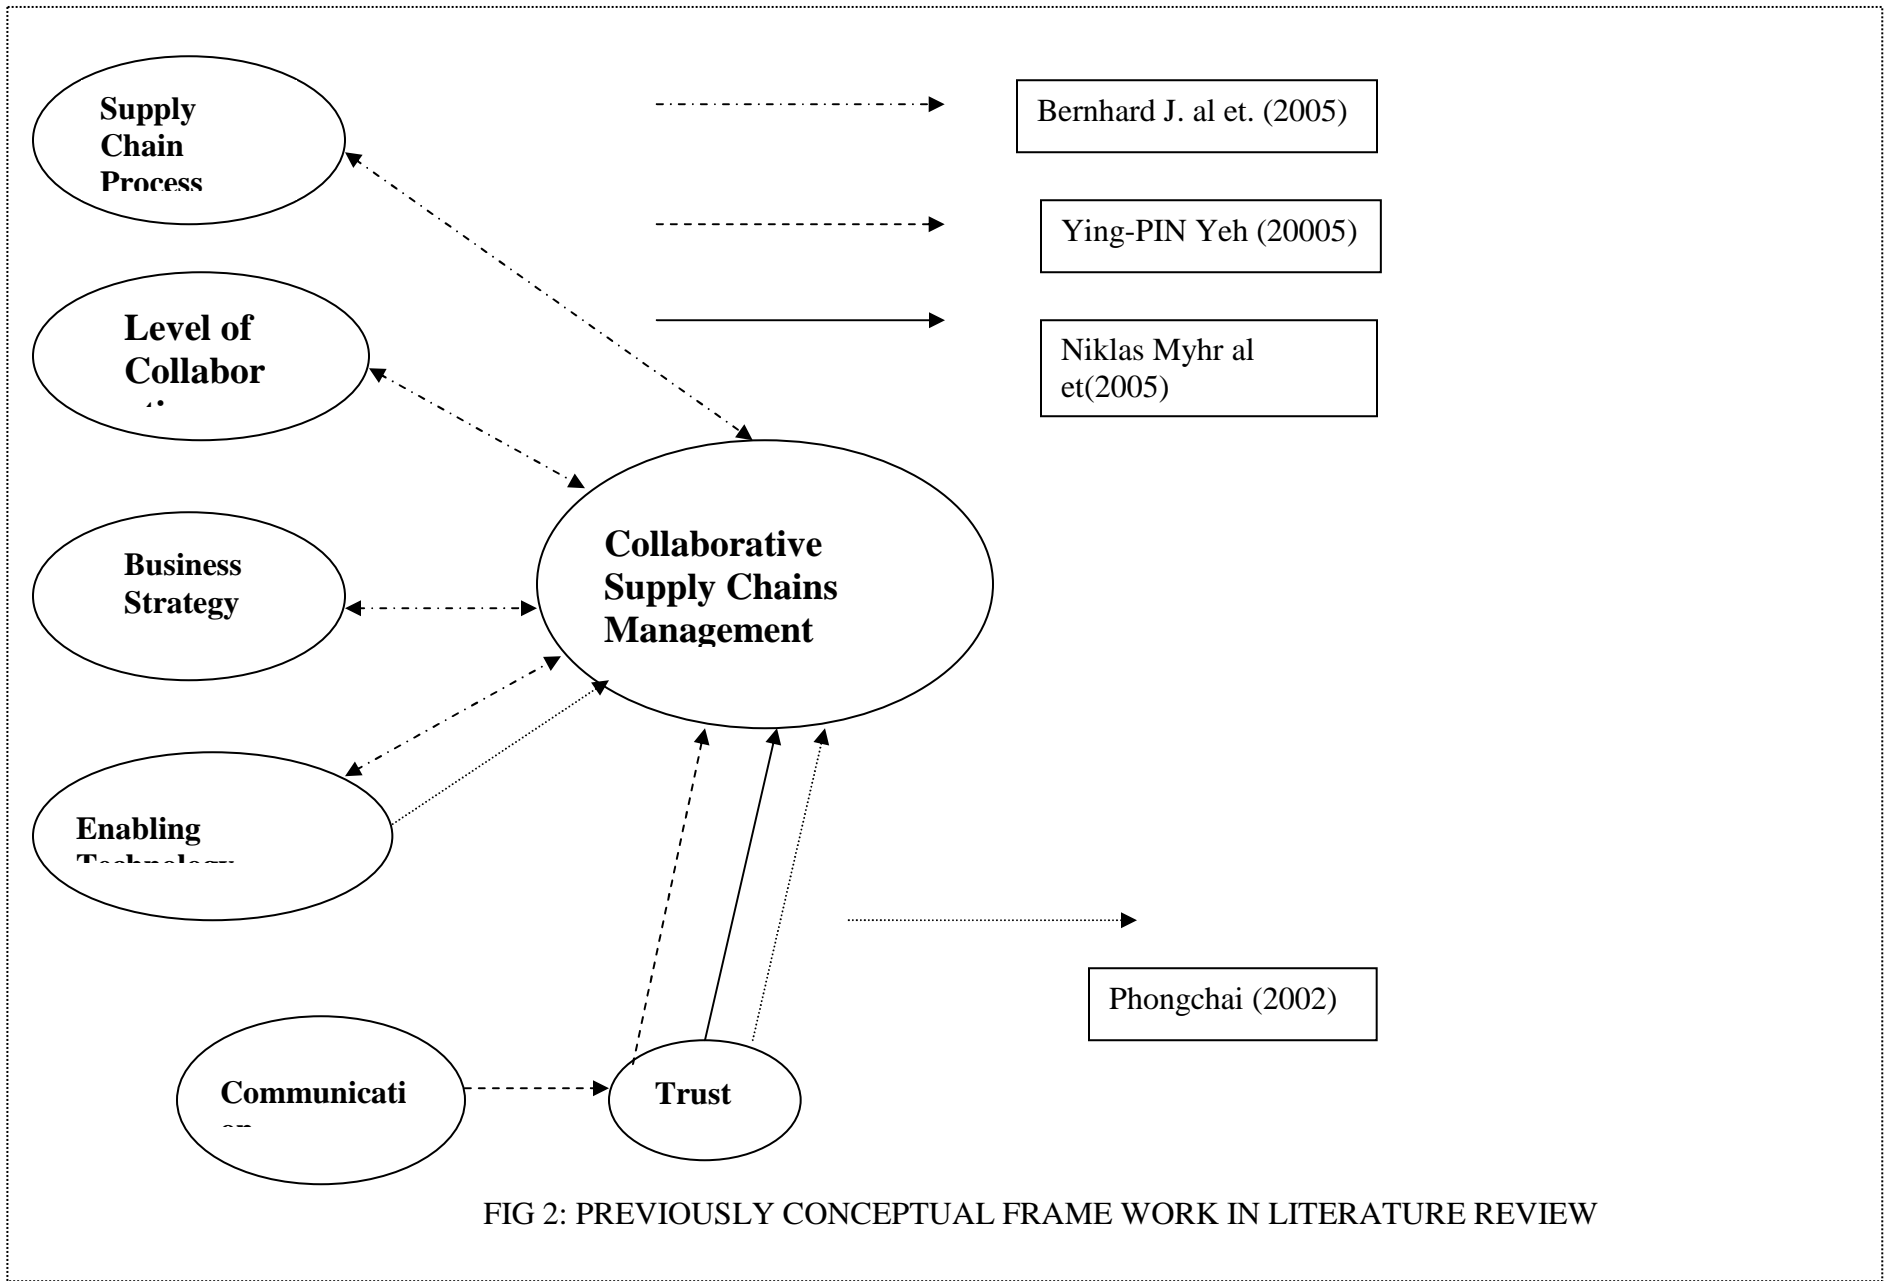 Supply
Chain
Process
Bernhard J. al et. (2005)
Ying-PIN Yeh (20005)
Niklas Myhr al
et(2005)
Level of
Collabor
Collaborative
Supply Chains
Management
Business
Strategy
Enabling
Technology
Phongchai (2002)
Communicati
on
Trust
FIG 2: PREVIOUSLY CONCEPTUAL FRAME WORK IN LITERATURE REVIEW